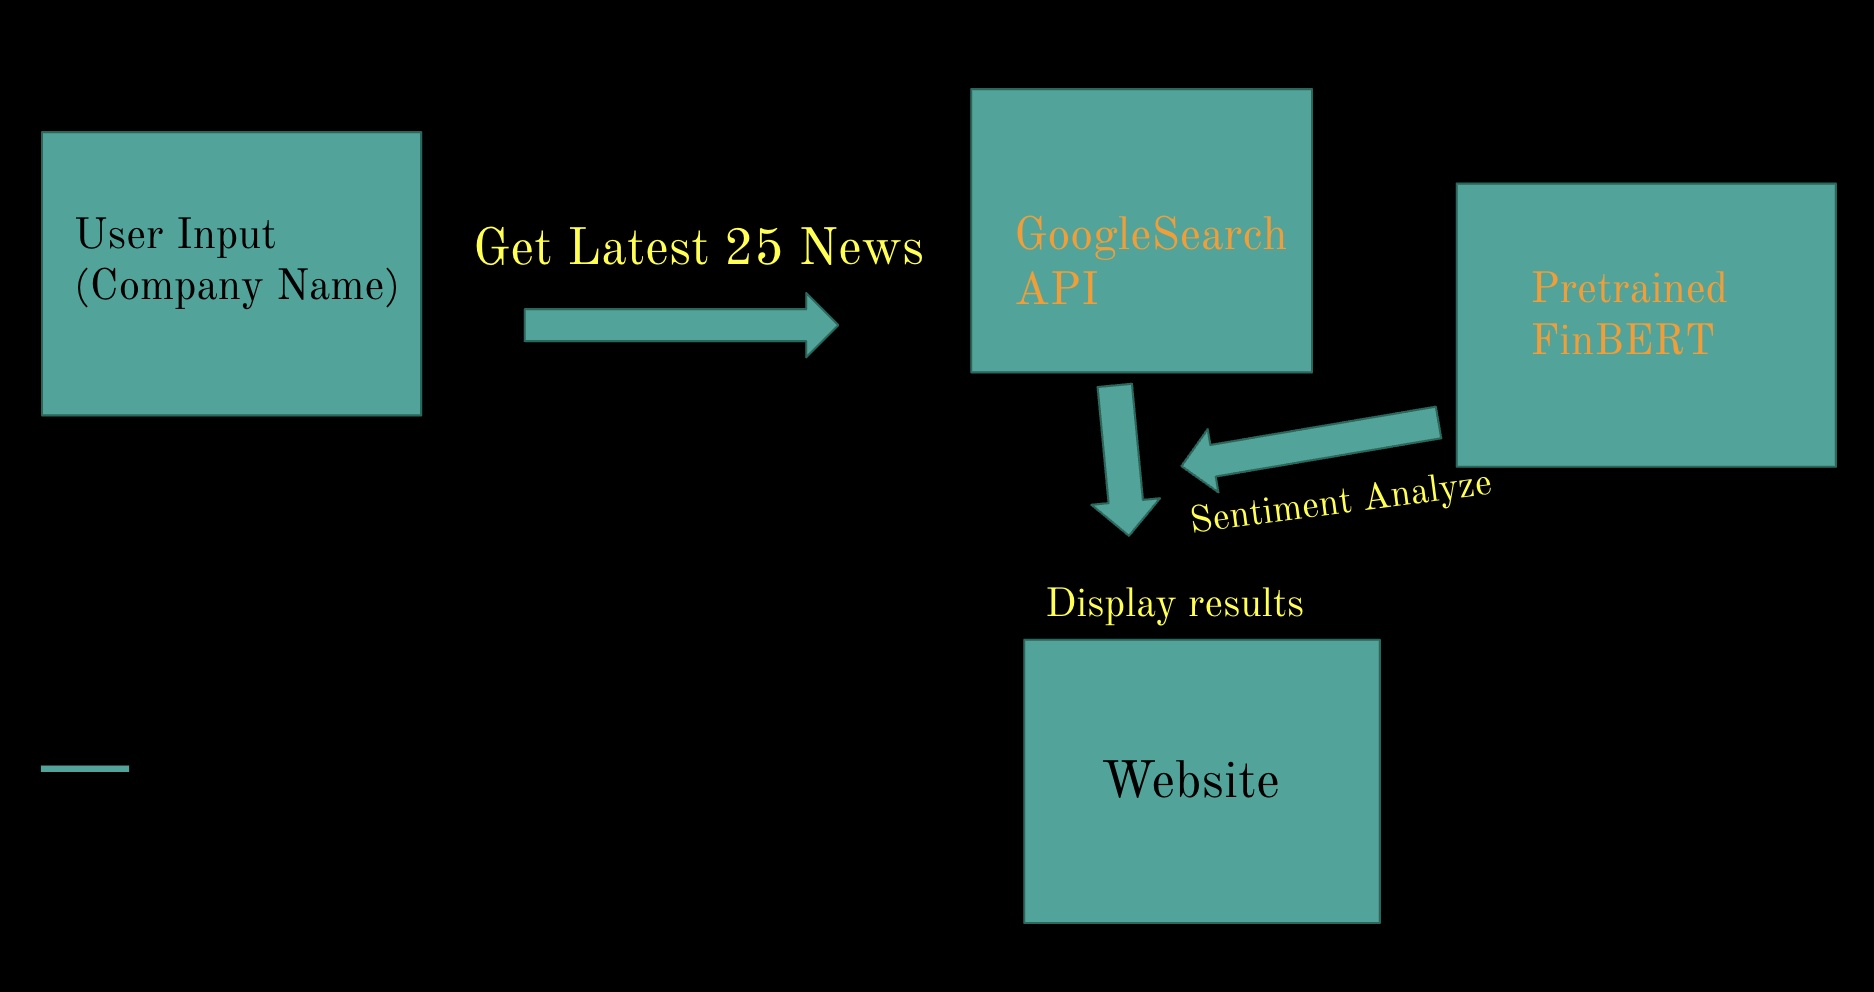 User Input
(Company Name)
Get Latest 25 News
GoogleSearch
API
Pretrained
FinBERT
Sentiment Analyze
Display results
Website